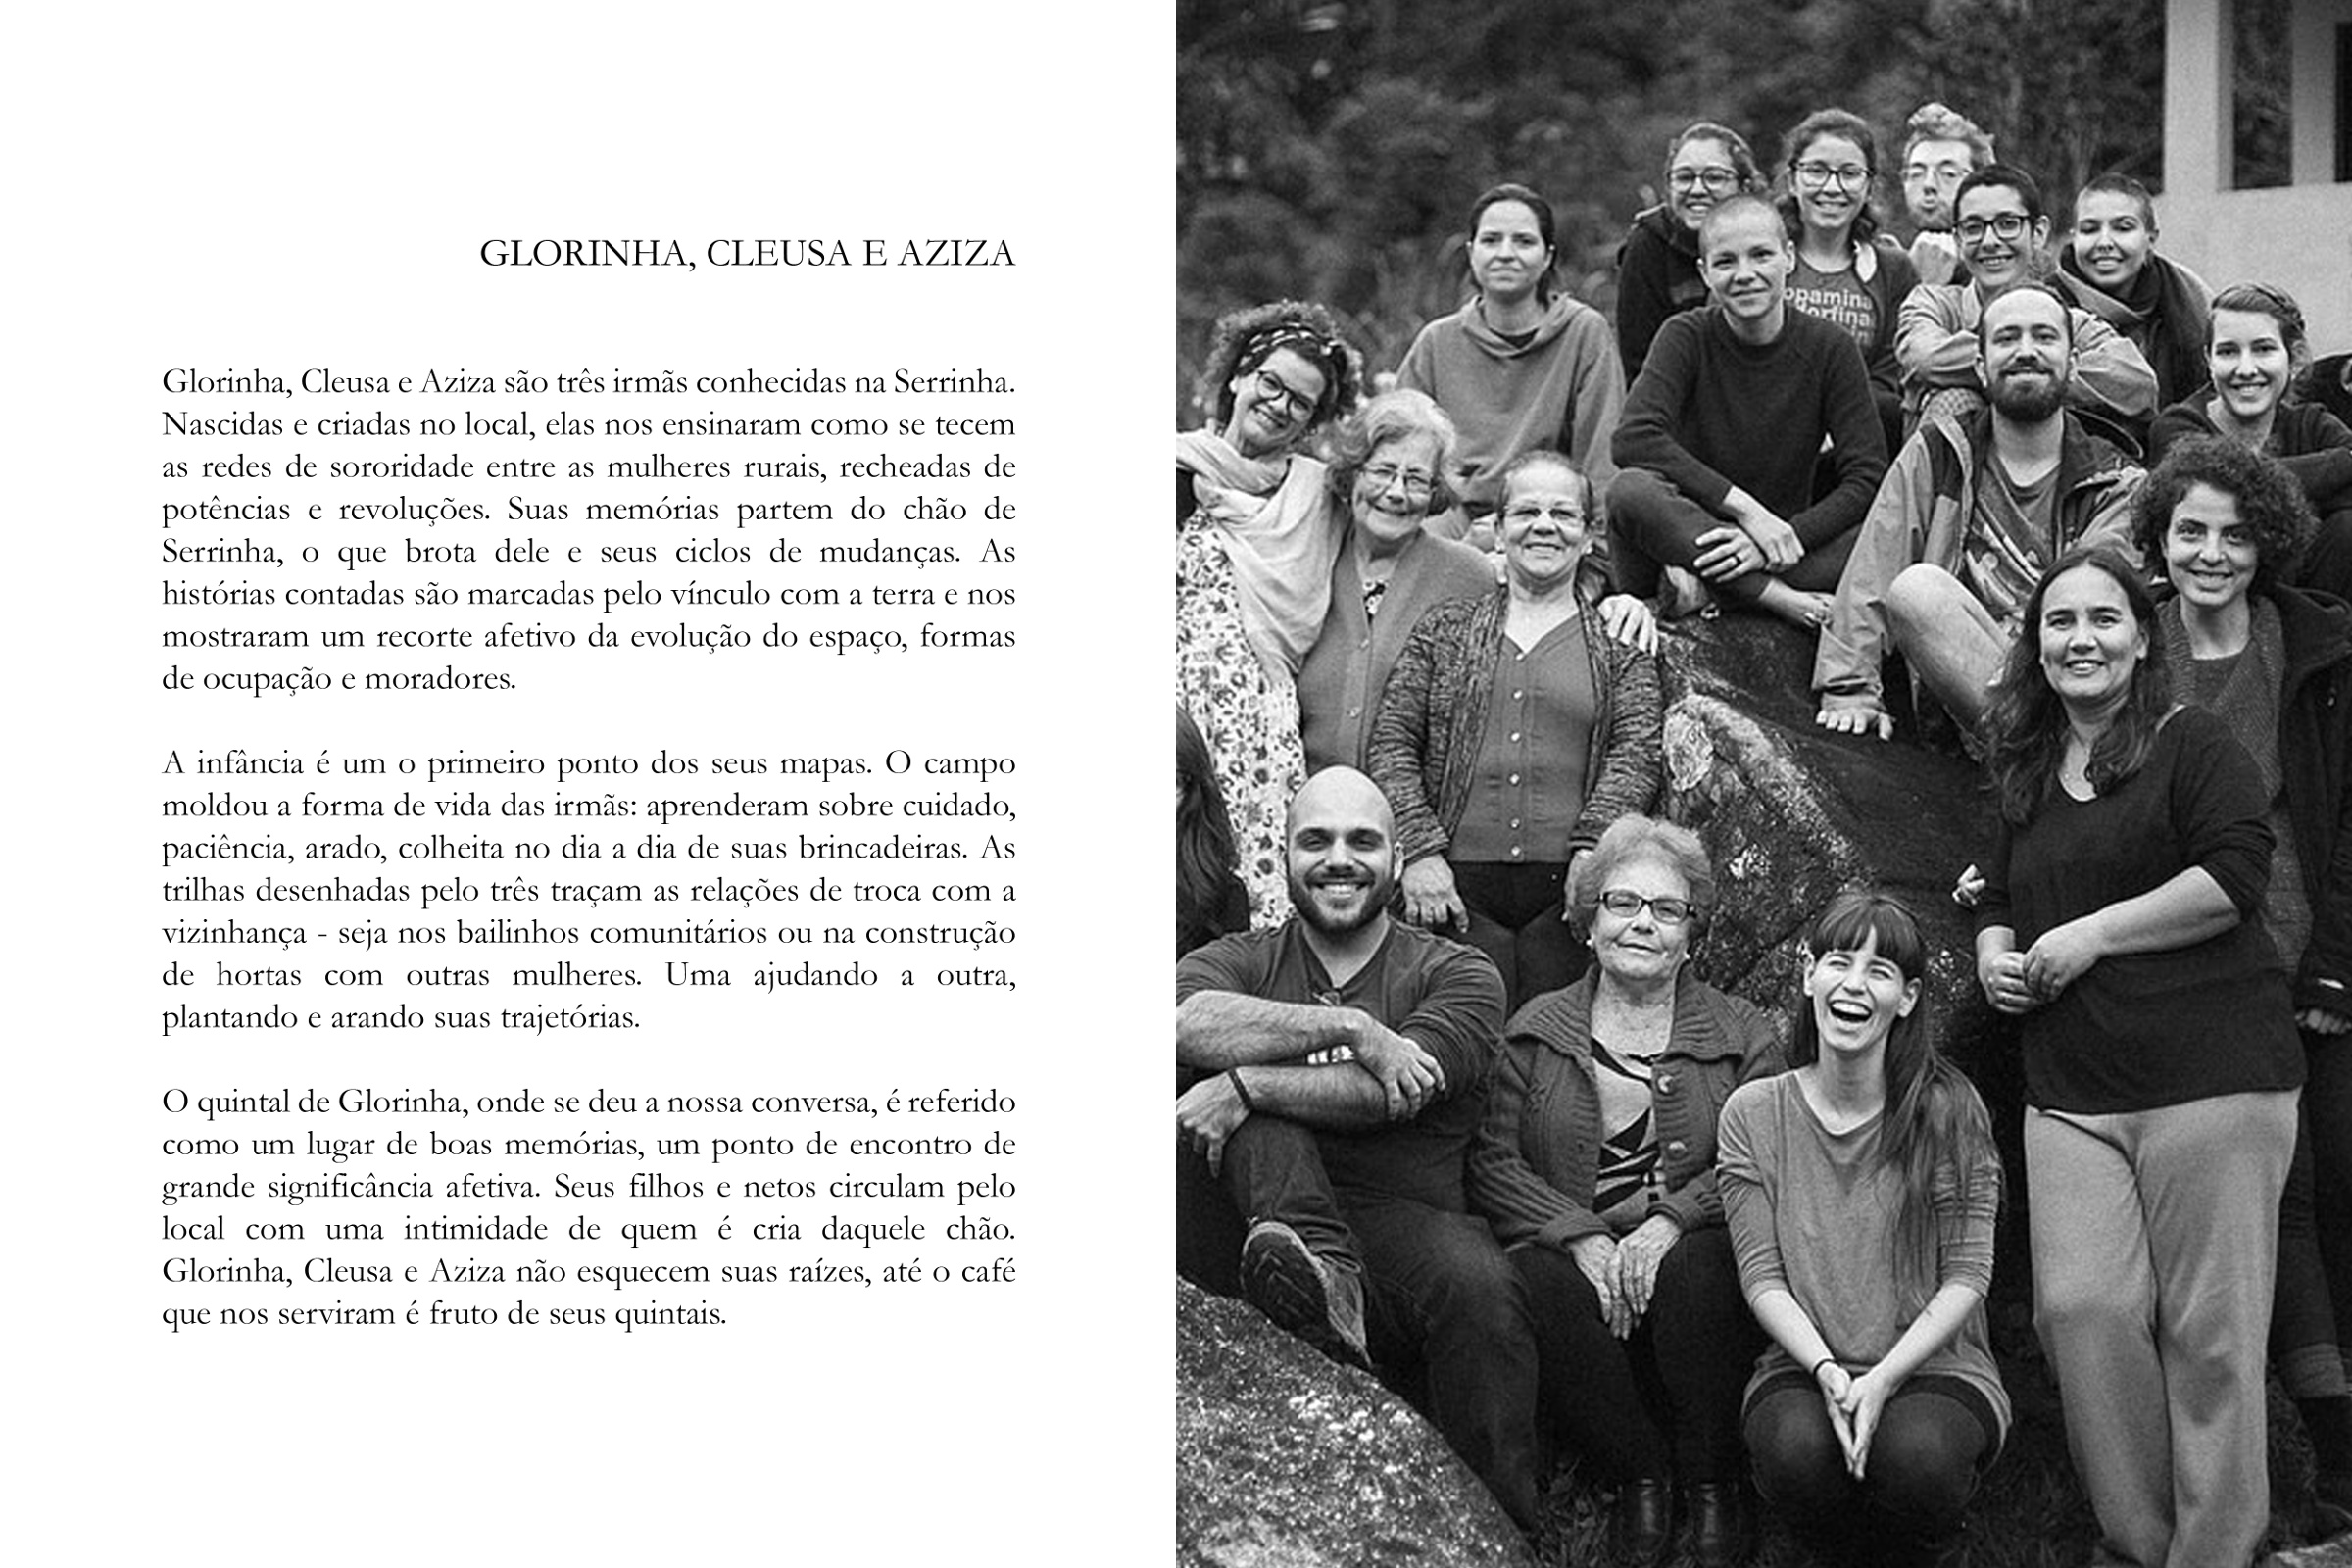 GLORINHA, CLEUSA E AZIZA
Glorinha, Cleusa e Aziza são três irmãs conhecidas na Serrinha.
Nascidas e criadas no local, elas nos ensinaram como se tecem
as redes de sororidade entre as mulheres rurais, recheadas de
potências e revoluções. Suas memórias partem do chão de
Serrinha, o que brota dele e seus ciclos de mudanças. As
histórias contadas são marcadas pelo vínculo com a terra e nos
mostraram um recorte afetivo da evolução do espaço, formas
de ocupação e moradores.
A infância é um o primeiro ponto dos seus mapas. O campo
moldou a forma de vida das irmãs: aprenderam sobre cuidado,
paciência, arado, colheita no dia a dia de suas brincadeiras. As
trilhas desenhadas pelo três traçam as relações de troca com a
vizinhança - seja nos bailinhos comunitários ou na construção
de hortas com outras mulheres. Uma ajudando a outra,
plantando e arando suas trajetórias.
O quintal de Glorinha, onde se deu a nossa conversa, é referido
como um lugar de boas memórias, um ponto de encontro de
grande significância afetiva. Seus filhos e netos circulam pelo
local com uma intimidade de quem é cria daquele chão.
Glorinha, Cleusa e Aziza não esquecem suas raízes, até o café
que nos serviram é fruto de seus quintais.